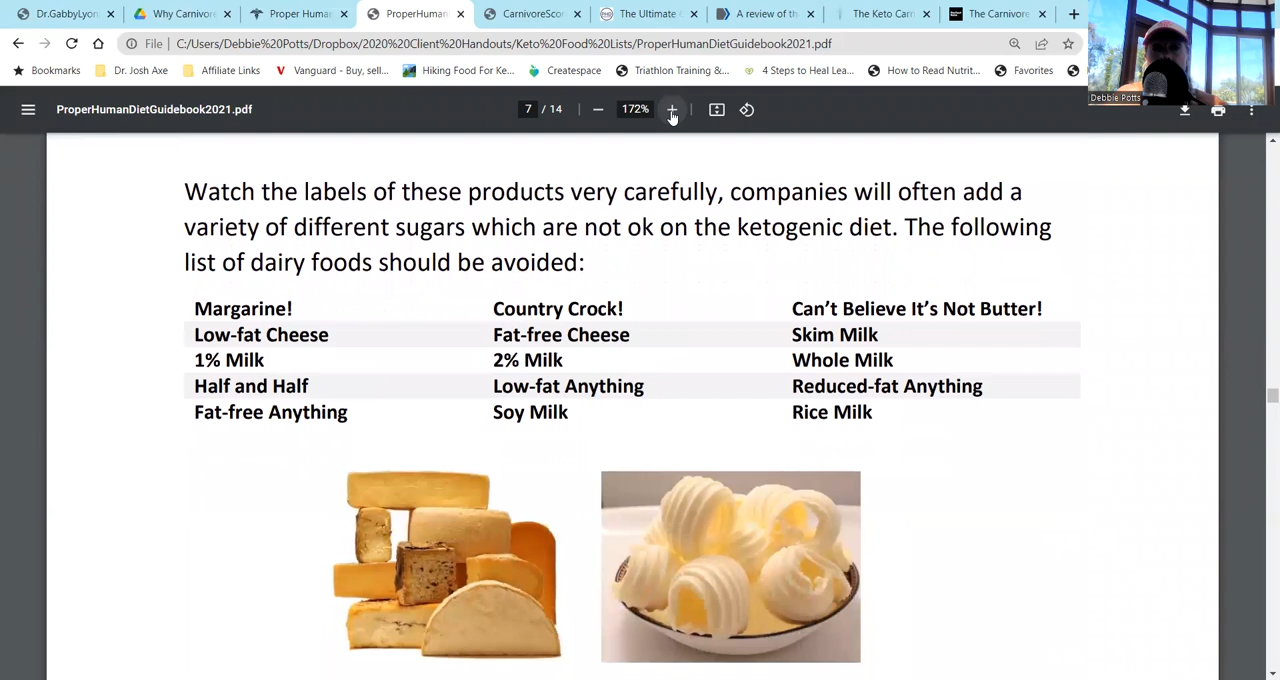 Dr.GabbyLyon
Why Carnivore
Proper Human
ProperHuman
CarnivoreScor
The Ultimate
A review of th
The Keto Carn
The Carnivore
File
C:/Users/Debbie%20Potts/Dropbox/2020%20Client%20Handouts/Keto%20Food%20Lists/ProperHumanDietGuidebook2021.pdf
Bookmarks
Dr. Josh Axe
Affiliate Links
Vanguard - Buy, sell...
Hiking Food For Ke...
Createspace
Triathlon Training &...
4 Steps to Heal Lea...
How to Read Nutrit...
Favorites
Debbie Potts
ProperHumanDietGuidebook2021.pdf
7 / 14
172%
Watch the labels of these products very carefully, companies will often add a
variety of different sugars which are not ok on the ketogenic diet. The following
list of dairy foods should be avoided:
Margarine! Country Crock! Can’t Believe It’s Not Butter!
Low-fat Cheese Fat-free Cheese Skim Milk
1% Milk 2% Milk Whole Milk
Half and Half Low-fat Anything Reduced-fat Anything
Fat-free Anything Soy Milk Rice Milk